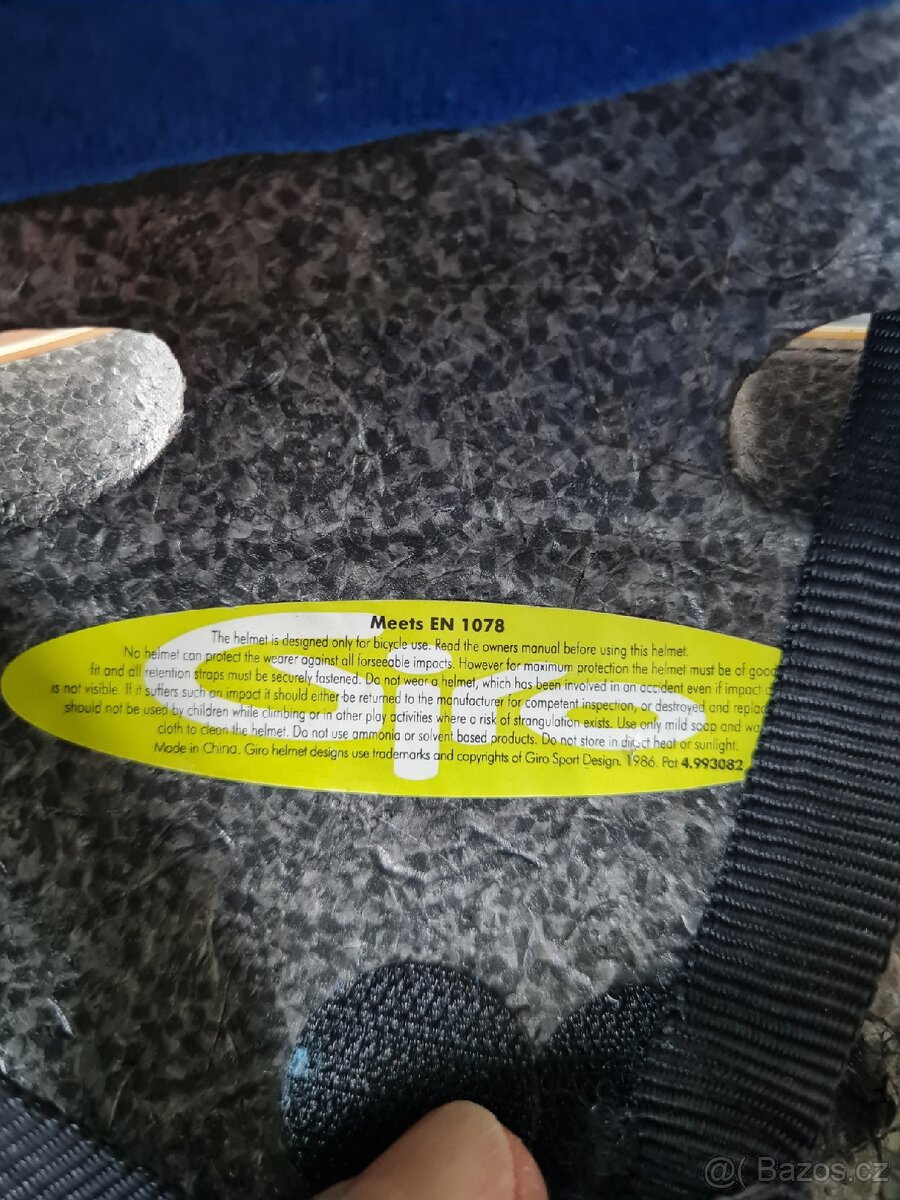 Meets EN 1078
The helmet is designed only for bicycle use. Read the owners manual before using this helmet.
No helmet can protect the wearer against all forseeable impacts. However for maximum protection the helmet must be of good
fit and all retention straps must be securely fastened. Do not wear a helmet, which has been involved in an accident even if impact
is not visible. If it suffers such an impact it should either be returned to the manufacturer for competent inspection, or destroyed and replac
should not be used by children while climbing or in other play activities where a risk of strangulation exists. Use only mild soap and wa
cloth to clean the helmet. Do not use ammonia or solvent based products. Do not store in direct heat or sunlight.
Made in China. Giro helmet designs use trademarks and copyrights of Giro Sport Design. 1986. Pat 4.993082
Giro
@( Bazos.cz